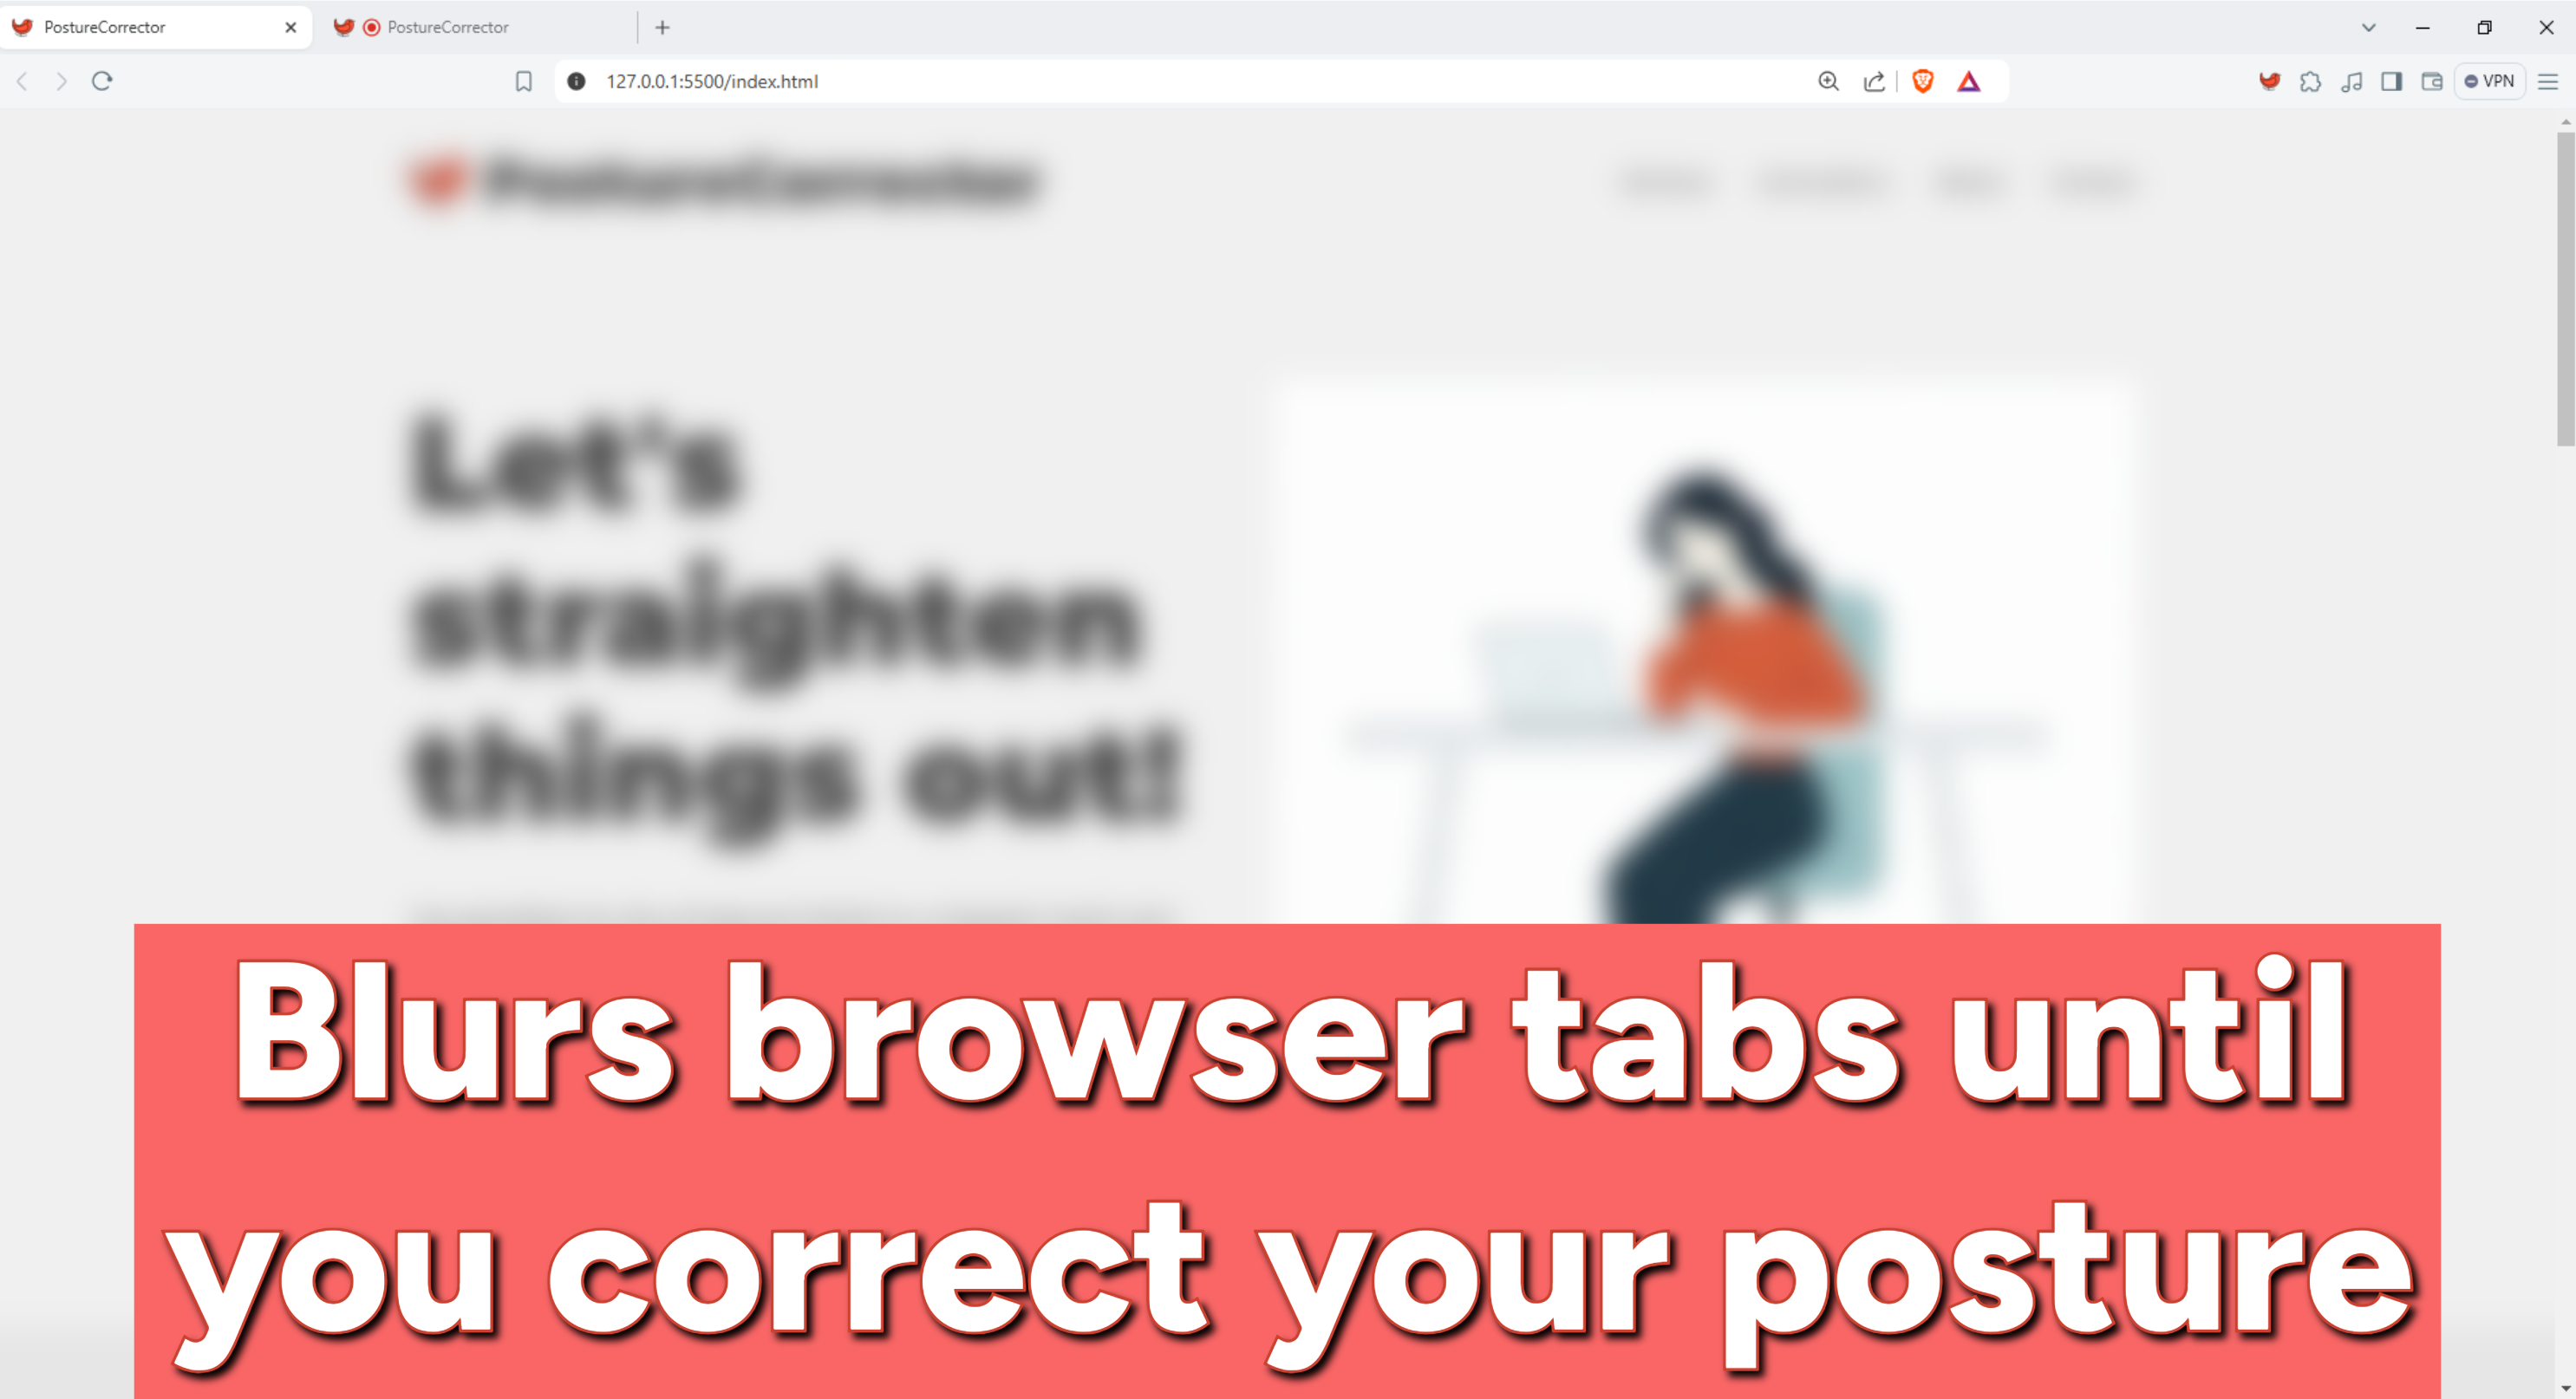 PostureCorrector
PostureCorrector
127.0.0.1:5500/index.html
VPN
PostureCorrector
Let's
straighten
things out!
Blurs browser tabs until
you correct your posture